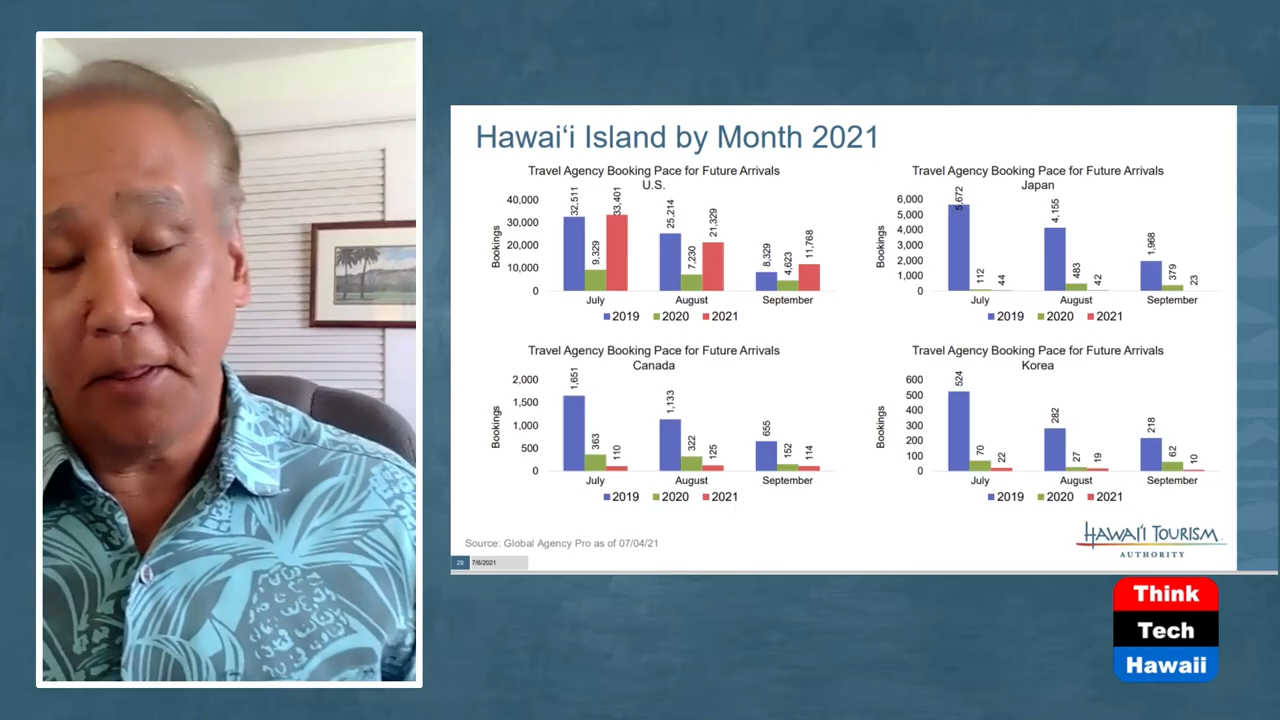 Hawai‘i Island by Month 2021
Travel Agency Booking Pace for Future Arrivals
U.S.
Bookings
40,000
30,000
20,000
10,000
0
32,511
9,329
33,401
25,214
7,230
21,329
8,329
4,623
11,768
July
August
September
2019
2020
2021
Travel Agency Booking Pace for Future Arrivals
Japan
Bookings
6,000
5,000
4,000
3,000
2,000
1,000
0
5,672
112
44
4,155
483
42
1,968
379
23
July
August
September
2019
2020
2021
Travel Agency Booking Pace for Future Arrivals
Canada
Bookings
2,000
1,500
1,000
500
0
1,651
363
110
1,133
322
125
655
152
114
July
August
September
2019
2020
2021
Travel Agency Booking Pace for Future Arrivals
Korea
Bookings
600
500
400
300
200
100
0
524
70
22
282
27
19
218
62
10
July
August
September
2019
2020
2021
Source: Global Agency Pro as of 07/04/21
HAWAI‘I TOURISM
AUTHORITY
29 7/6/2021
Think
Tech
Hawaii